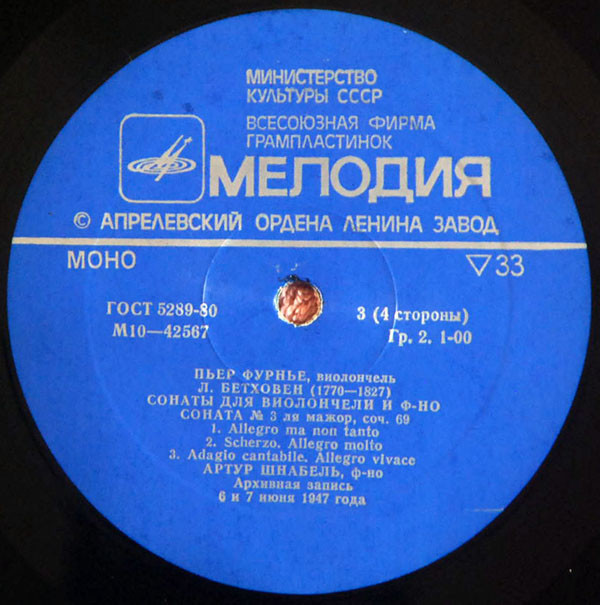 МИНИСТЕРСТВО
КУЛЬТУРЫ СССР
ВСЕСОЮЗНАЯ ФИРМА
ГРАМПЛАСТИНОК
МЕЛОДИЯ
© АПРЕЛЕВСКИЙ ОРДЕНА ЛЕНИНА ЗАВОД
МОНО ▽33
ГОСТ 5289-80 3 (4 стороны)
М10—42567 Гр. 2. 1-00
ПЬЕР ФУРНЬЕ, виолончель
Л. БЕТХОВЕН (1770—1827)
СОНАТЫ ДЛЯ ВИОЛОНЧЕЛИ И Ф-НО
СОНАТА № 3 ля мажор, соч. 69
1. Allegro ma non tanto
2. Scherzo. Allegro molto
3. Adagio cantabile. Allegro vivace
АРТУР ШНАБЕЛЬ, ф-но
Архивная запись
6 и 7 июня 1947 года